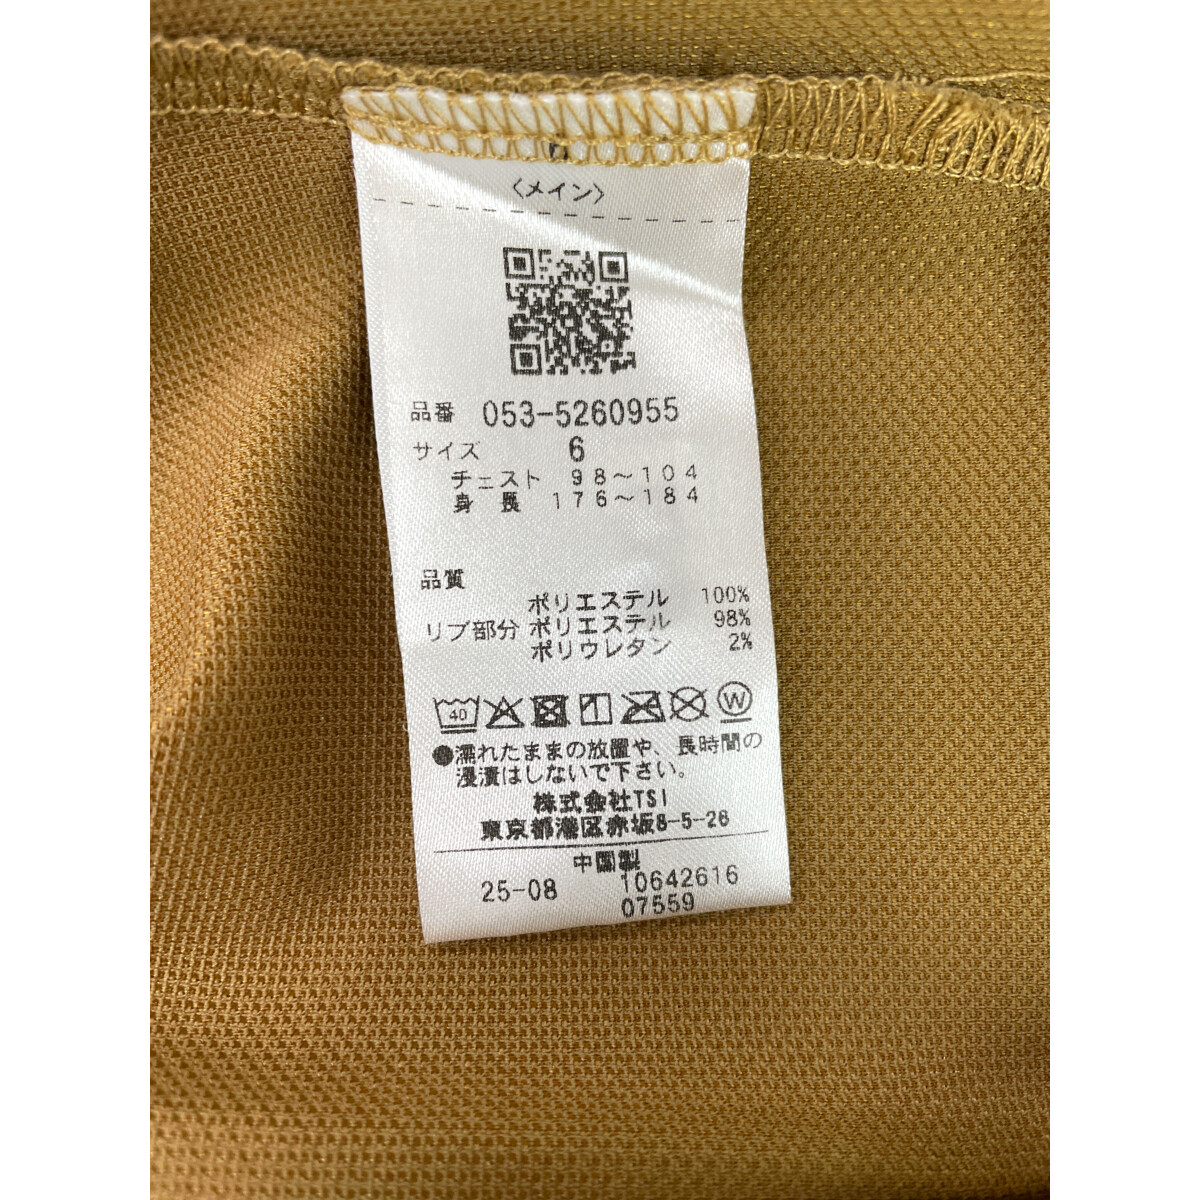 〈メイン〉
品番 053-5260955
サイズ 6
チェスト 98～104
身 長 176～184
品質
ポリエステル 100%
リブ部分 ポリエステル 98%
ポリウレタン 2%
40 W
●濡れたままの放置や、長時間の
浸漬はしないで下さい。
株式会社TSI
東京都港区赤坂8-5-26
中国製
25-08 10642616
07559